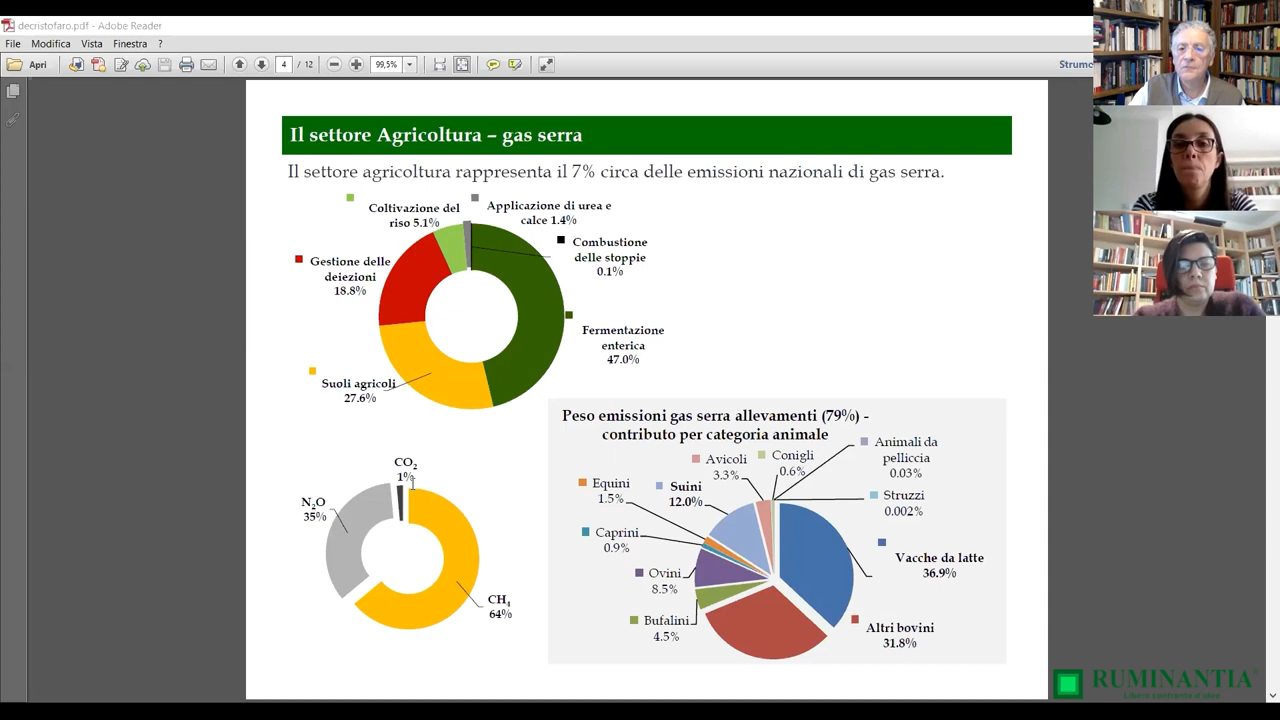 decristofaro.pdf - Adobe Reader
File Modifica Vista Finestra ?
Apri 4 / 12 99,5% Strumo
Il settore Agricoltura – gas serra
Il settore agricoltura rappresenta il 7% circa delle emissioni nazionali di gas serra.
Coltivazione del
riso 5.1%
Applicazione di urea e
calce 1.4%
Combustione
delle stoppie
0.1%
Gestione delle
deiezioni
18.8%
Fermentazione
enterica
47.0%
Suoli agricoli
27.6%
CO2
1%
N2O
35%
CH4
64%
Peso emissioni gas serra allevamenti (79%) -
contributo per categoria animale
Animali da
pelliccia
0.03%
Conigli
0.6%
Avicoli
3.3%
Equini
1.5%
Suini
12.0%
Struzzi
0.002%
Caprini
0.9%
Vacche da latte
36.9%
Ovini
8.5%
Bufalini
4.5%
Altri bovini
31.8%
RUMINANTIA